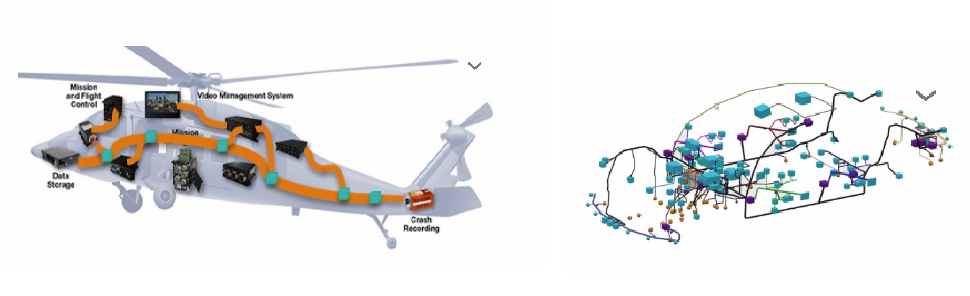 Mission
and Flight
Control
Video Management System
Mission
Data
Storage
Crash
Recording